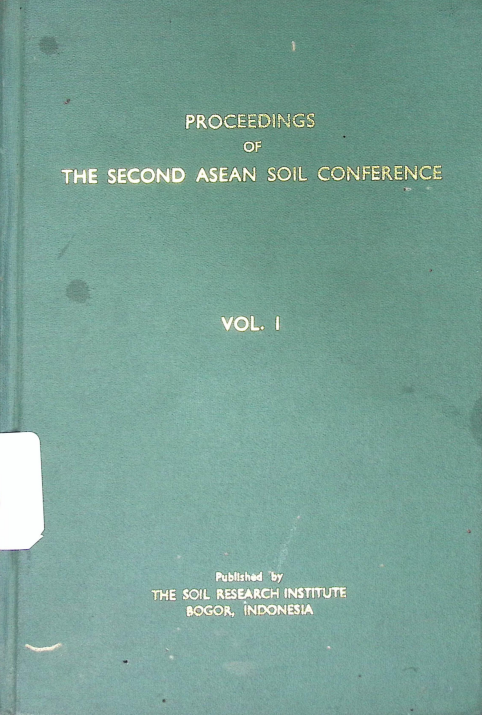 PROCEEDINGS
OF
THE SECOND ASEAN SOIL CONFERENCE
VOL. I
Published by
THE SOIL RESEARCH INSTITUTE
BOGOR, INDONESIA